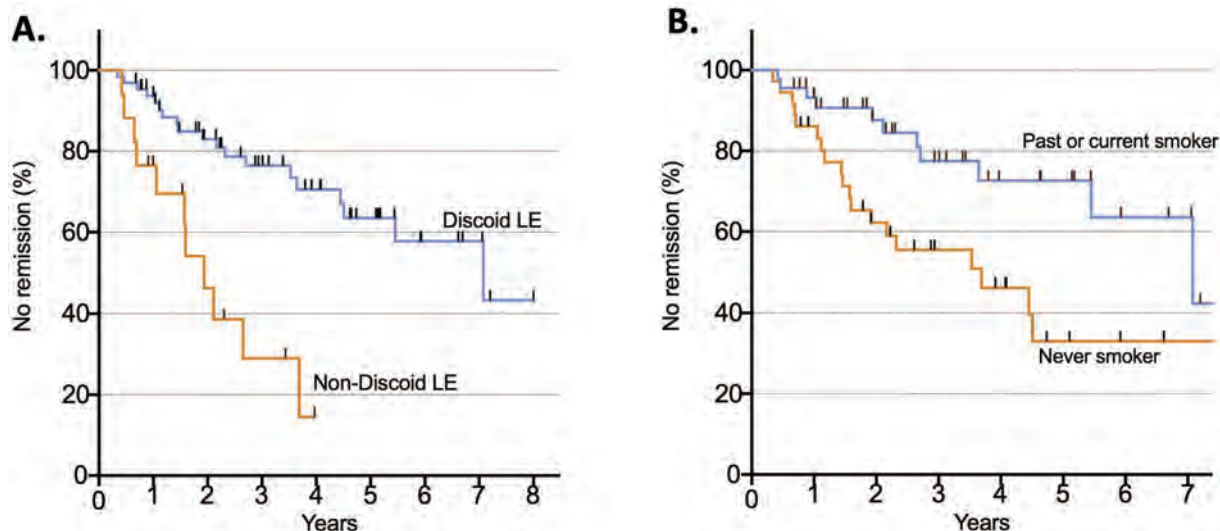 A.
No remission (%)
100
80
60
40
20
0
Discoid LE
Non-Discoid LE
0 1 2 3 4 5 6 7 8
Years
B.
No remission (%)
100
80
60
40
20
0
Past or current smoker
Never smoker
0 1 2 3 4 5 6 7
Years